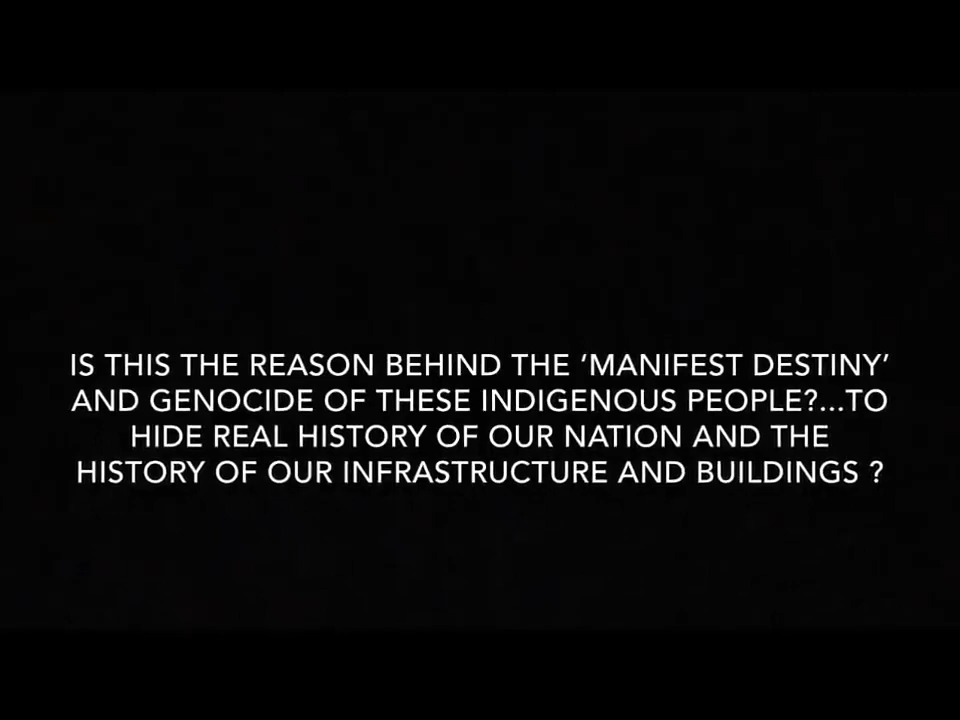 IS THIS THE REASON BEHIND THE ‘MANIFEST DESTINY’
AND GENOCIDE OF THESE INDIGENOUS PEOPLE?...TO
HIDE REAL HISTORY OF OUR NATION AND THE
HISTORY OF OUR INFRASTRUCTURE AND BUILDINGS ?